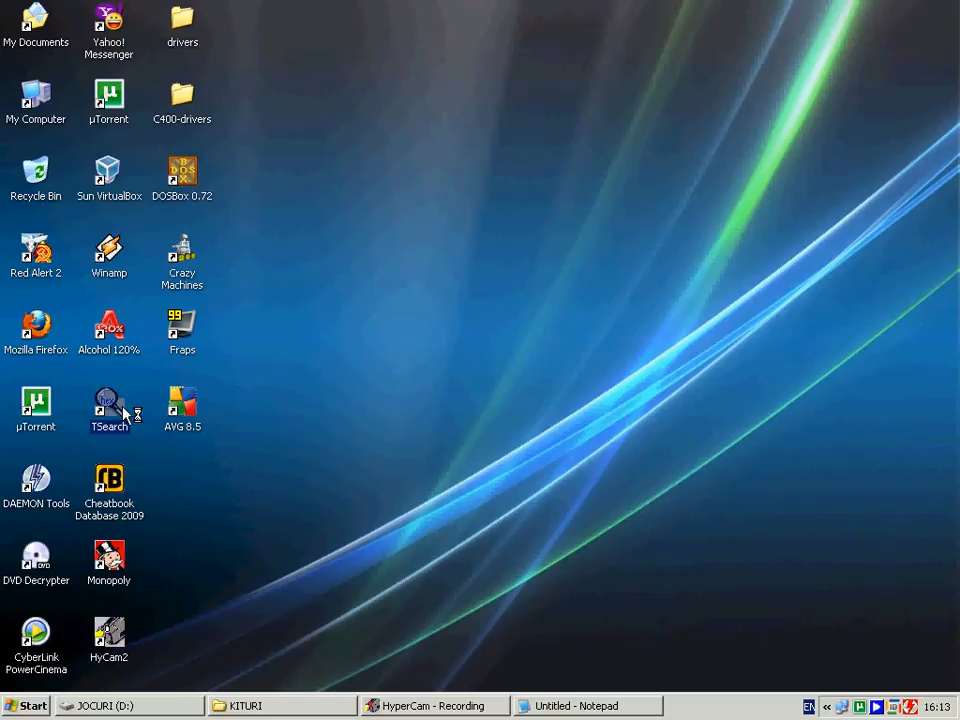 My Documents
Yahoo!
Messenger
drivers
My Computer
µTorrent
C400-drivers
Recycle Bin
Sun VirtualBox
DOSBox 0.72
Red Alert 2
Winamp
Crazy
Machines
99
Mozilla Firefox
Alcohol 120%
Fraps
µTorrent
TSearch
AVG 8.5
DAEMON Tools
Cheatbook
Database 2009
DVD Decrypter
Monopoly
CyberLink
PowerCinema
HyCam2
Start
JOCURI (D:)
KITURI
HyperCam - Recording
Untitled - Notepad
EN
«
16:13